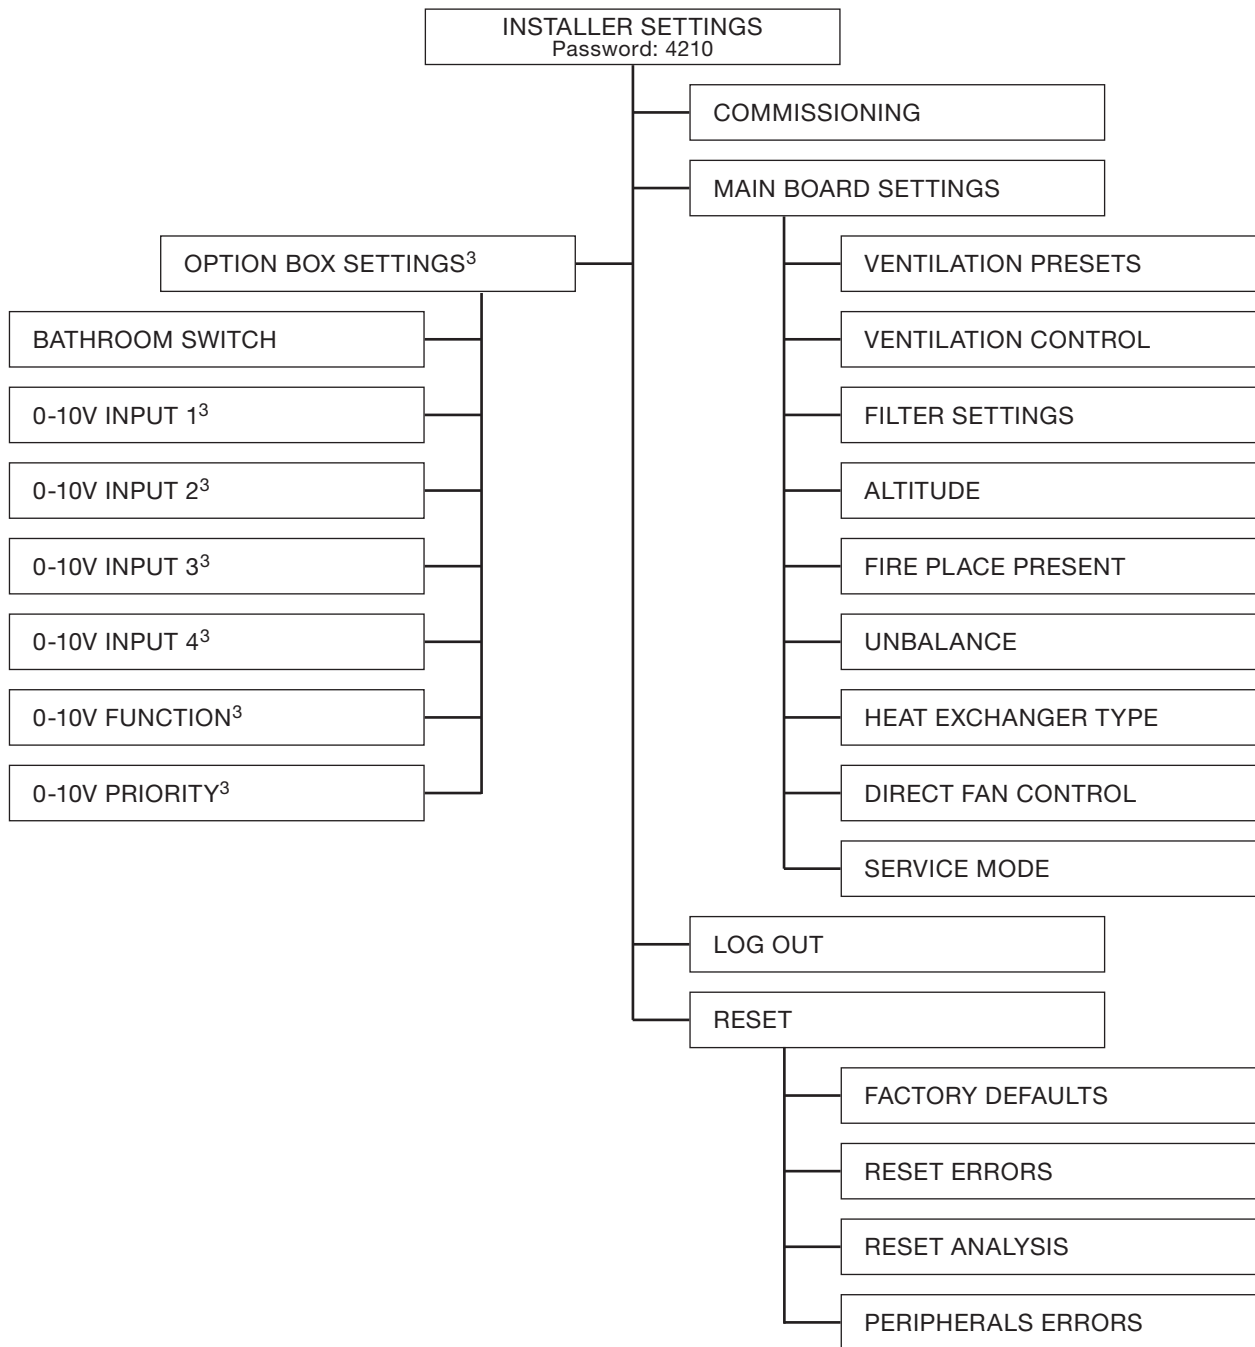 INSTALLER SETTINGS
Password: 4210
COMMISSIONING
MAIN BOARD SETTINGS
OPTION BOX SETTINGS³
VENTILATION PRESETS
BATHROOM SWITCH
VENTILATION CONTROL
0-10V INPUT 1³
FILTER SETTINGS
0-10V INPUT 2³
ALTITUDE
0-10V INPUT 3³
FIRE PLACE PRESENT
0-10V INPUT 4³
UNBALANCE
0-10V FUNCTION³
HEAT EXCHANGER TYPE
0-10V PRIORITY³
DIRECT FAN CONTROL
SERVICE MODE
LOG OUT
RESET
FACTORY DEFAULTS
RESET ERRORS
RESET ANALYSIS
PERIPHERALS ERRORS